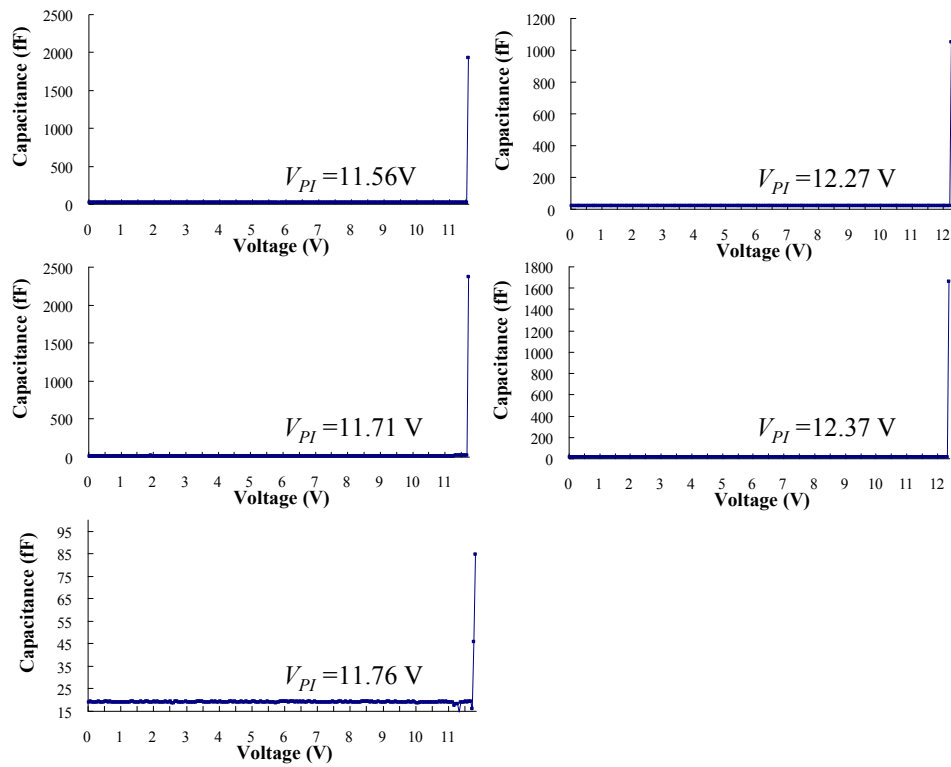 2500
2000
1500
1000
500
0
Capacitance (fF)
V_PI =11.56V
0 1 2 3 4 5 6 7 8 9 10 11
Voltage (V)
1200
1000
800
600
400
200
0
Capacitance (fF)
V_PI =12.27 V
0 1 2 3 4 5 6 7 8 9 10 11 12
Voltage (V)
2500
2000
1500
1000
500
0
Capacitance (fF)
V_PI =11.71 V
0 1 2 3 4 5 6 7 8 9 10 11
Voltage (V)
1800
1600
1400
1200
1000
800
600
400
200
0
Capacitance (fF)
V_PI =12.37 V
0 1 2 3 4 5 6 7 8 9 10 11 12
Voltage (V)
95
85
75
65
55
45
35
25
15
Capacitance (fF)
V_PI =11.76 V
0 1 2 3 4 5 6 7 8 9 10 11
Voltage (V)